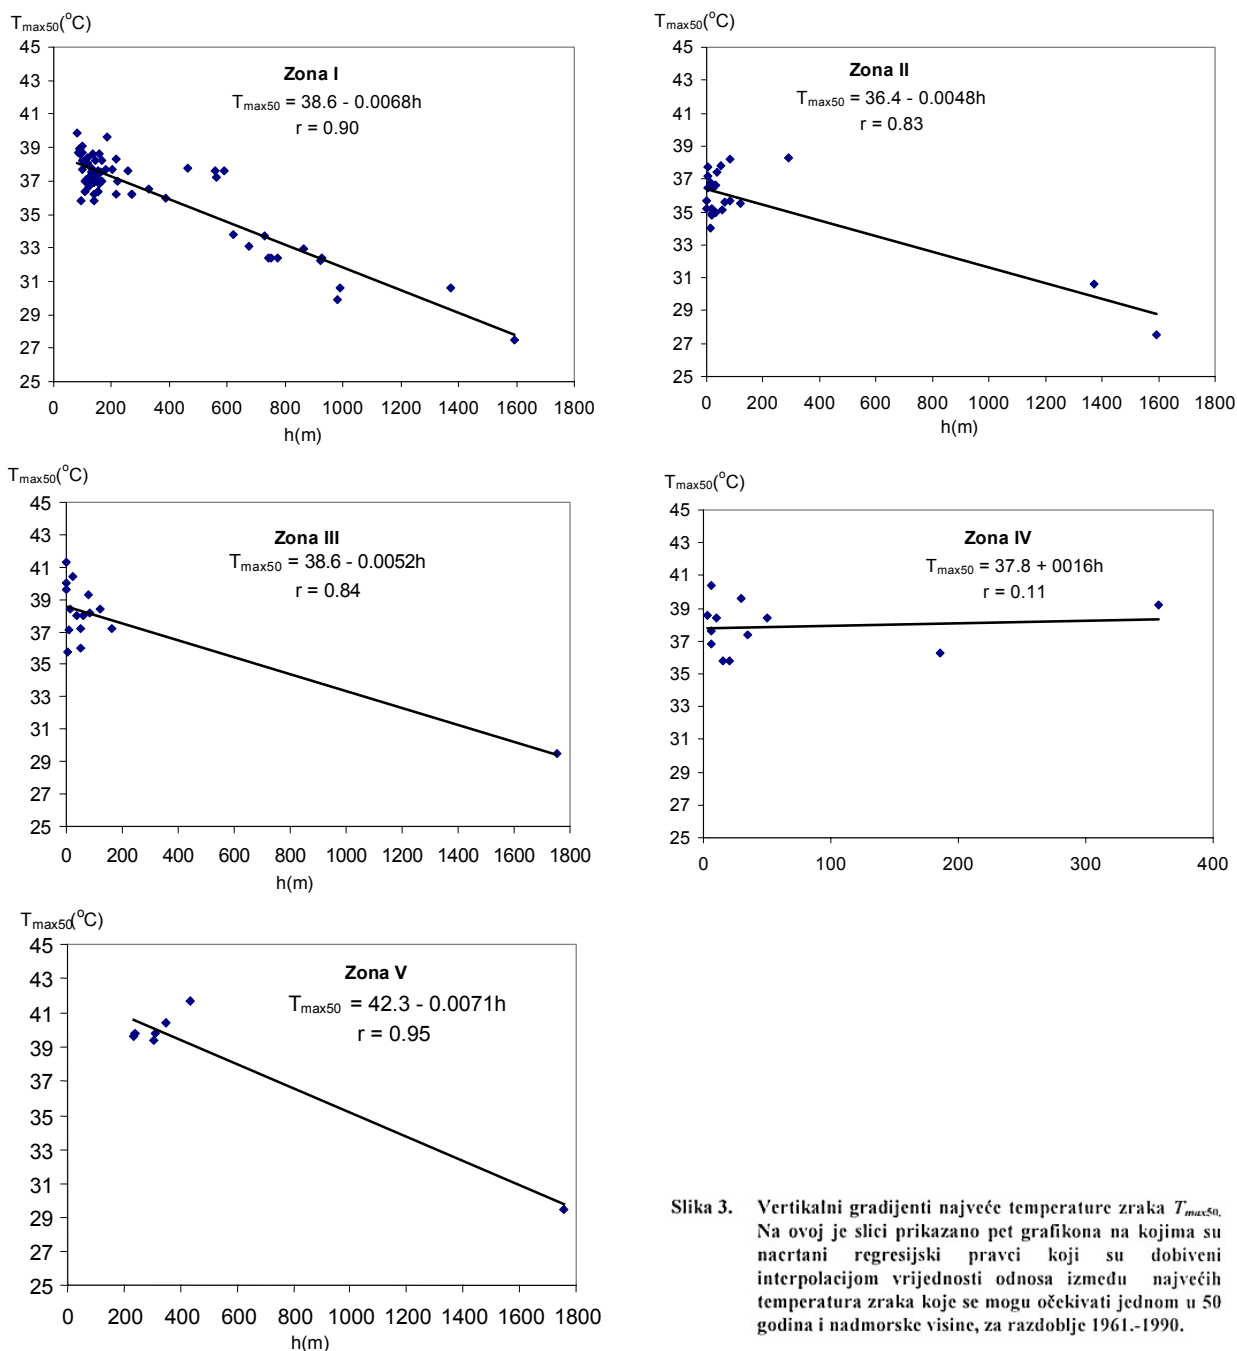 Tmax50(°C)
45
43
41
39
37
35
33
31
29
27
25
Zona I
Tmax50 = 38.6 - 0.0068h
r = 0.90
0 200 400 600 800 1000 1200 1400 1600 1800
h(m)
Tmax50(°C)
45
43
41
39
37
35
33
31
29
27
25
Zona II
Tmax50 = 36.4 - 0.0048h
r = 0.83
0 200 400 600 800 1000 1200 1400 1600 1800
h(m)
Tmax50(°C)
45
43
41
39
37
35
33
31
29
27
25
Zona III
Tmax50 = 38.6 - 0.0052h
r = 0.84
0 200 400 600 800 1000 1200 1400 1600 1800
h(m)
Tmax50(°C)
45
43
41
39
37
35
33
31
29
27
25
Zona IV
Tmax50 = 37.8 + 0016h
r = 0.11
0 100 200 300 400
Tmax50(°C)
45
43
41
39
37
35
33
31
29
27
25
Zona V
Tmax50 = 42.3 - 0.0071h
r = 0.95
0 200 400 600 800 1000 1200 1400 1600 1800
h(m)
Slika 3. Vertikalni gradijenti najveće temperature zraka Tmax50.
Na ovoj je slici prikazano pet grafikona na kojima su
nacrtani regresijski pravci koji su dobiveni
interpolacijom vrijednosti odnosa između najvećih
temperatura zraka koje se mogu očekivati jednom u 50
godina i nadmorske visine, za razdoblje 1961.-1990.